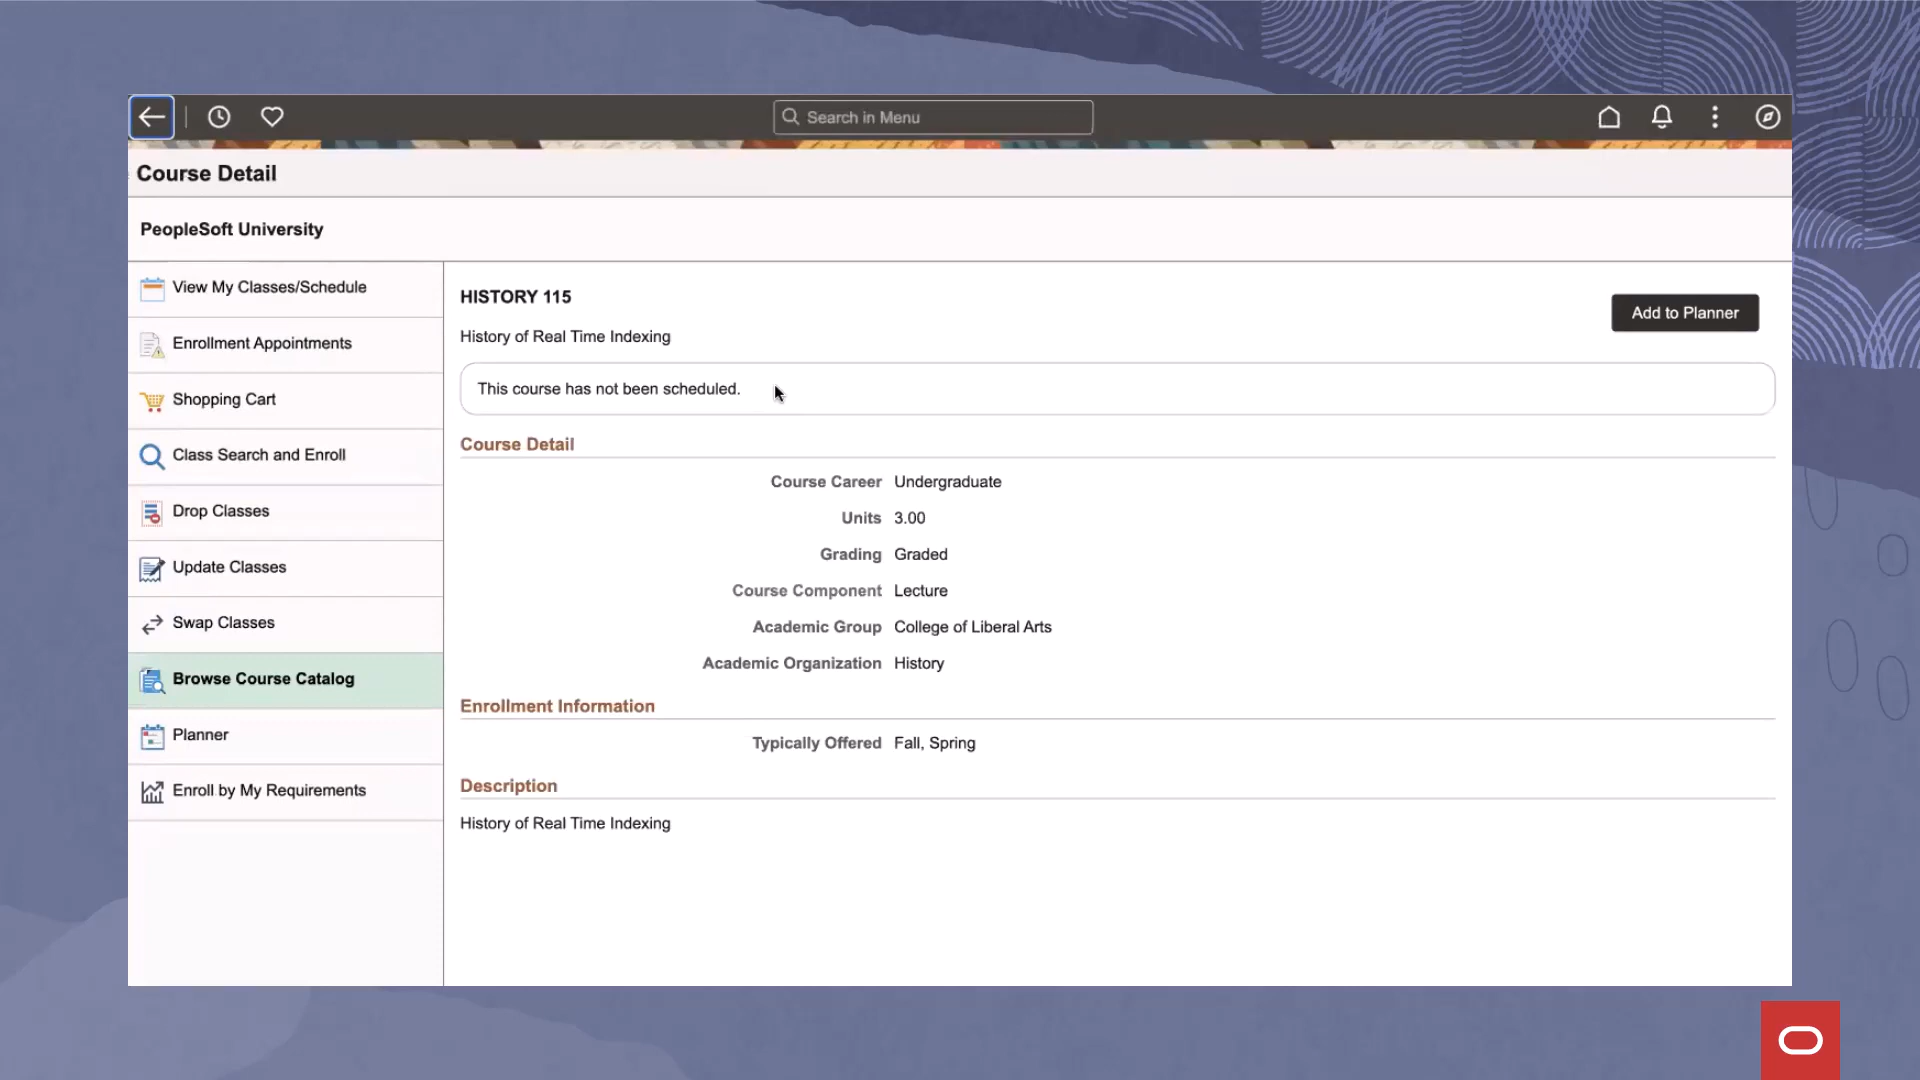 Search in Menu
Course Detail
PeopleSoft University
View My Classes/Schedule
Enrollment Appointments
Shopping Cart
Class Search and Enroll
Drop Classes
Update Classes
Swap Classes
Browse Course Catalog
Planner
Enroll by My Requirements
HISTORY 115
Add to Planner
History of Real Time Indexing
This course has not been scheduled.
Course Detail
Course Career Undergraduate
Units 3.00
Grading Graded
Course Component Lecture
Academic Group College of Liberal Arts
Academic Organization History
Enrollment Information
Typically Offered Fall, Spring
Description
History of Real Time Indexing